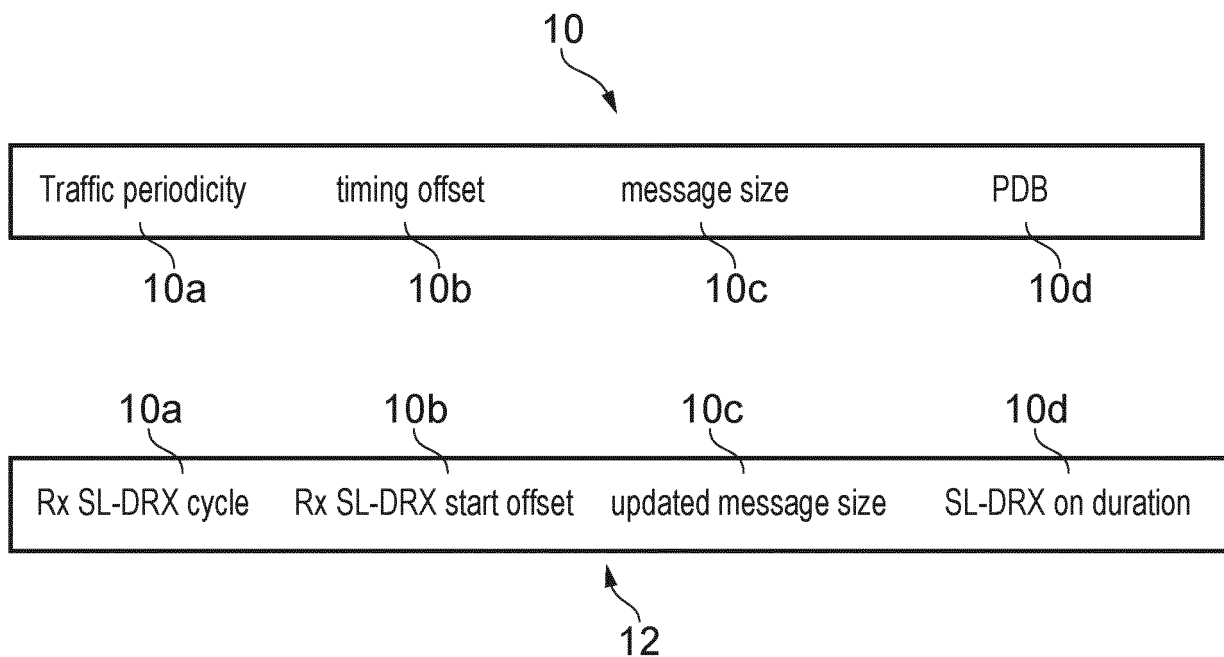 10
Traffic periodicity timing offset message size PDB
10a 10b 10c 10d
10a 10b 10c 10d
Rx SL-DRX cycle Rx SL-DRX start offset updated message size SL-DRX on duration
12